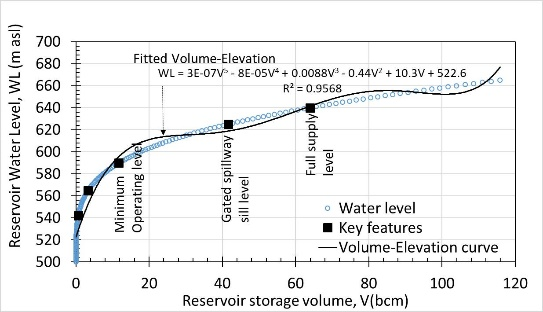 700
680
660
640
620
600
580
560
540
520
500
Reservoir Water Level, WL (m asl)
Fitted Volume-Elevation
WL = 3E-07V⁵ - 8E-05V⁴ + 0.0088V³ - 0.44V² + 10.3V + 522.6
R² = 0.9568
Minimum
Operating level
Gated spillway
sill level
Full supply
level
Water level
Key features
Volume-Elevation curve
0 20 40 60 80 100 120
Reservoir storage volume, V(bcm)